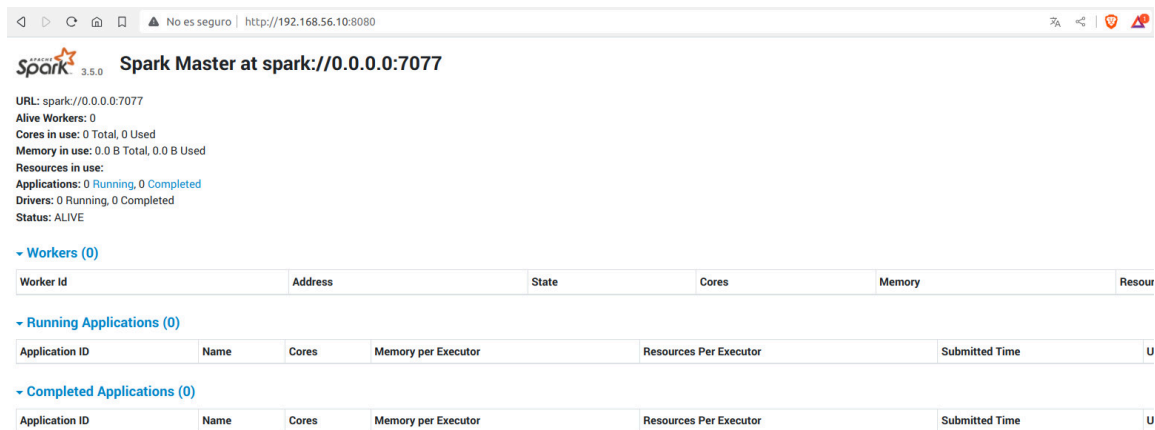 No es seguro http://192.168.56.10:8080
APACHE
Spark 3.5.0 Spark Master at spark://0.0.0.0:7077
URL: spark://0.0.0.0:7077
Alive Workers: 0
Cores in use: 0 Total, 0 Used
Memory in use: 0.0 B Total, 0.0 B Used
Resources in use:
Applications: 0 Running, 0 Completed
Drivers: 0 Running, 0 Completed
Status: ALIVE
Workers (0)
Worker Id Address State Cores Memory Resour
Running Applications (0)
Application ID Name Cores Memory per Executor Resources Per Executor Submitted Time U
Completed Applications (0)
Application ID Name Cores Memory per Executor Resources Per Executor Submitted Time U